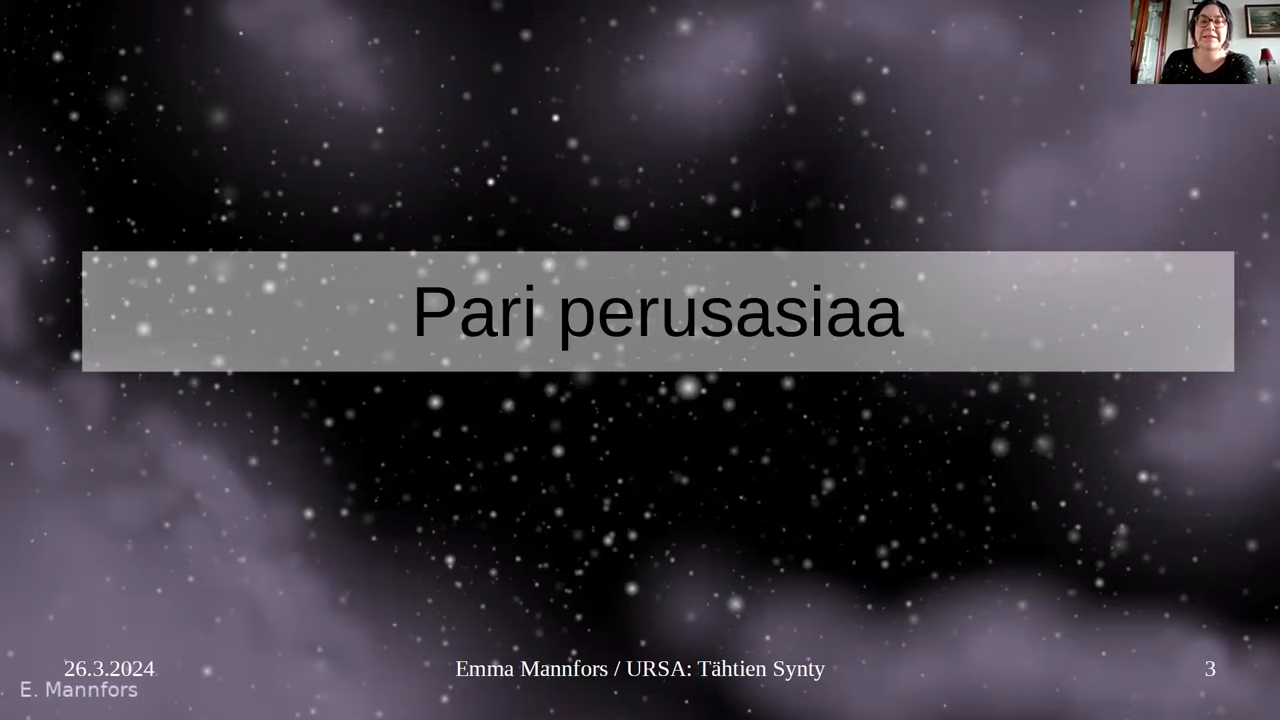 Pari perusasiaa
26.3.2024
Emma Mannfors / URSA: Tähtien Synty
3
E. Mannfors